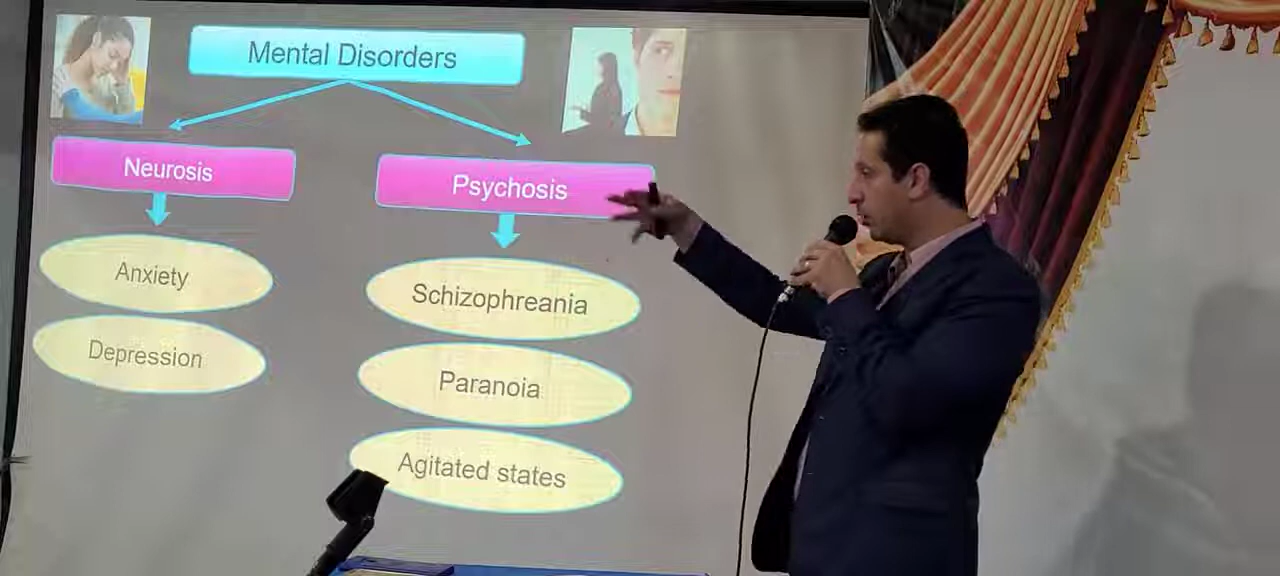 Mental Disorders
Neurosis
Psychosis
Anxiety
Depression
Schizophreania
Paranoia
Agitated states